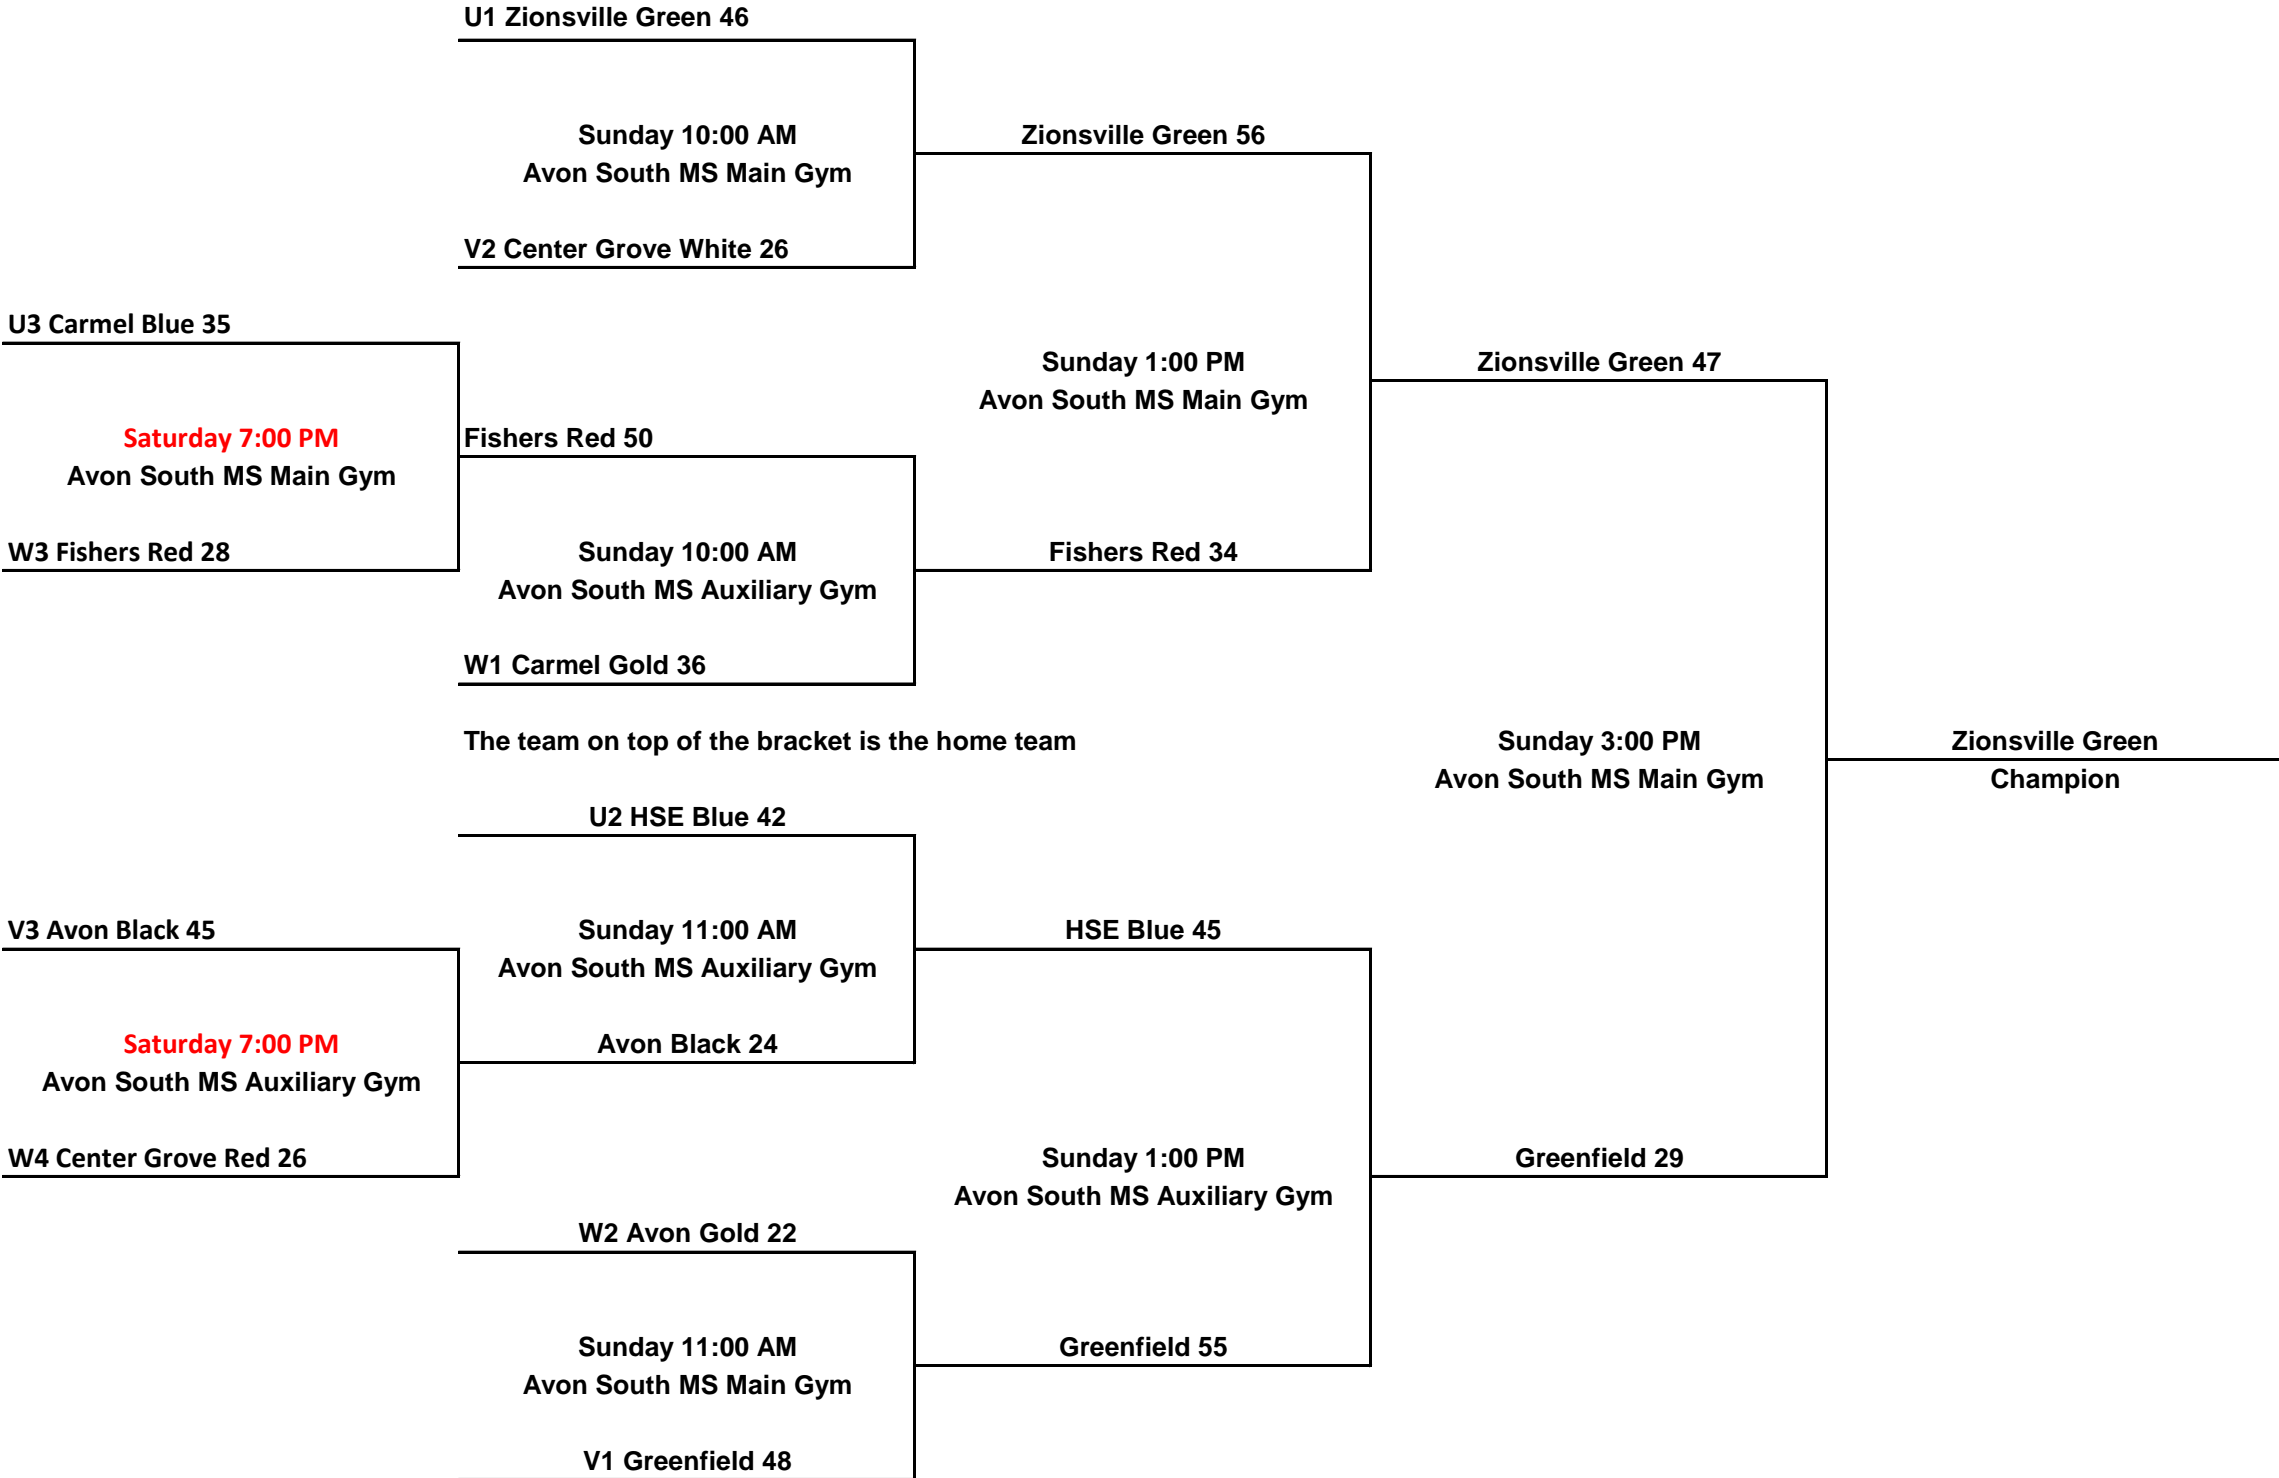 U1 Zionsville Green 46
Sunday 10:00 AM
Avon South MS Main Gym
Zionsville Green 56
V2 Center Grove White 26
U3 Carmel Blue 35
Sunday 1:00 PM
Avon South MS Main Gym
Zionsville Green 47
Saturday 7:00 PM
Avon South MS Main Gym
Fishers Red 50
W3 Fishers Red 28
Sunday 10:00 AM
Avon South MS Auxiliary Gym
Fishers Red 34
W1 Carmel Gold 36
The team on top of the bracket is the home team
Sunday 3:00 PM
Avon South MS Main Gym
Zionsville Green
Champion
U2 HSE Blue 42
V3 Avon Black 45
Sunday 11:00 AM
Avon South MS Auxiliary Gym
HSE Blue 45
Saturday 7:00 PM
Avon South MS Auxiliary Gym
Avon Black 24
W4 Center Grove Red 26
Sunday 1:00 PM
Avon South MS Auxiliary Gym
Greenfield 29
W2 Avon Gold 22
Sunday 11:00 AM
Avon South MS Main Gym
Greenfield 55
V1 Greenfield 48